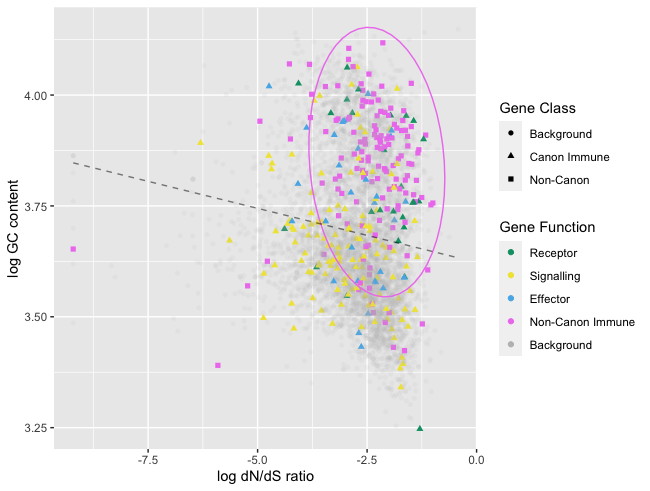 log GC content
4.00
3.75
3.50
3.25
-7.5
-5.0
-2.5
0.0
log dN/dS ratio
Gene Class
Background
Canon Immune
Non-Canon
Gene Function
Receptor
Signalling
Effector
Non-Canon Immune
Background